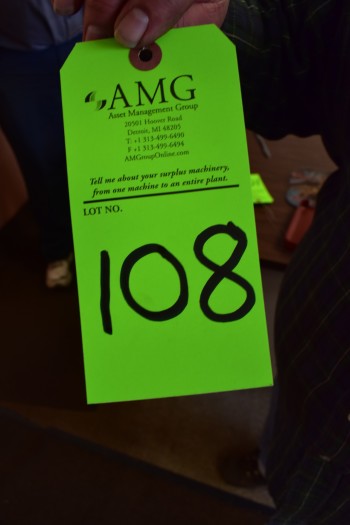 AMG
Asset Management Group
20501 Hoover Road
Detroit, MI 48205
T: +1 313-499-6490
F +1 313-499-6494
AMGroupOnline.com
Tell me about your surplus machinery,
from one machine to an entire plant.
LOT NO.
108